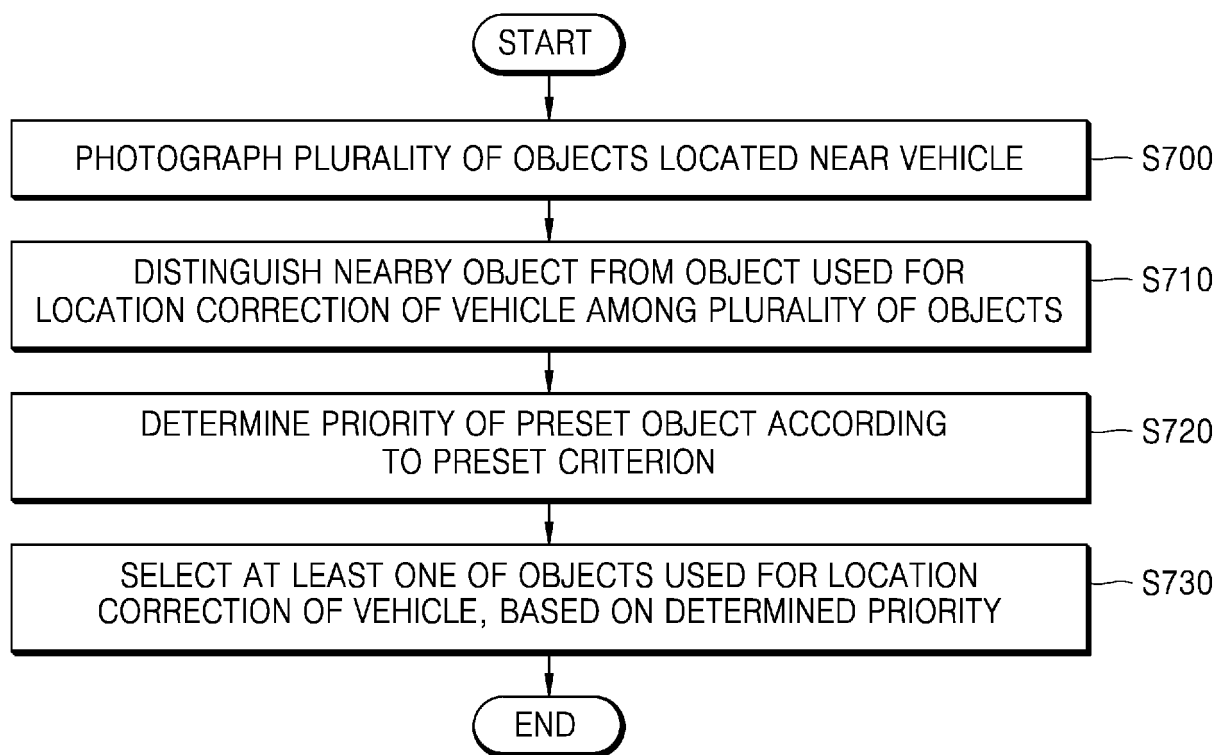 START
PHOTOGRAPH PLURALITY OF OBJECTS LOCATED NEAR VEHICLE
S700
DISTINGUISH NEARBY OBJECT FROM OBJECT USED FOR
LOCATION CORRECTION OF VEHICLE AMONG PLURALITY OF OBJECTS
S710
DETERMINE PRIORITY OF PRESET OBJECT ACCORDING
TO PRESET CRITERION
S720
SELECT AT LEAST ONE OF OBJECTS USED FOR LOCATION
CORRECTION OF VEHICLE, BASED ON DETERMINED PRIORITY
S730
END